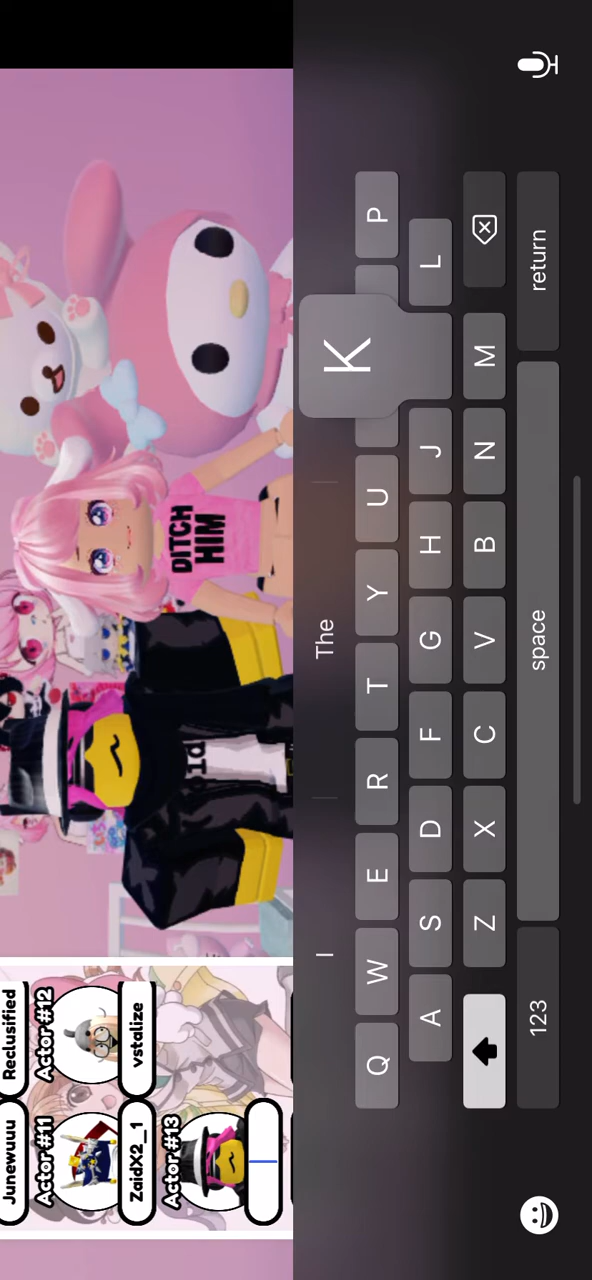 DITCH
HIM
Reclusified
Actor #12
vstalize
Junewuuu
Actor #11
ZaidX2_1
Actor #13
I
The
Q
W
E
R
T
Y
U
P
A
S
D
F
G
H
J
K
L
Z
X
C
V
B
N
M
123
space
return